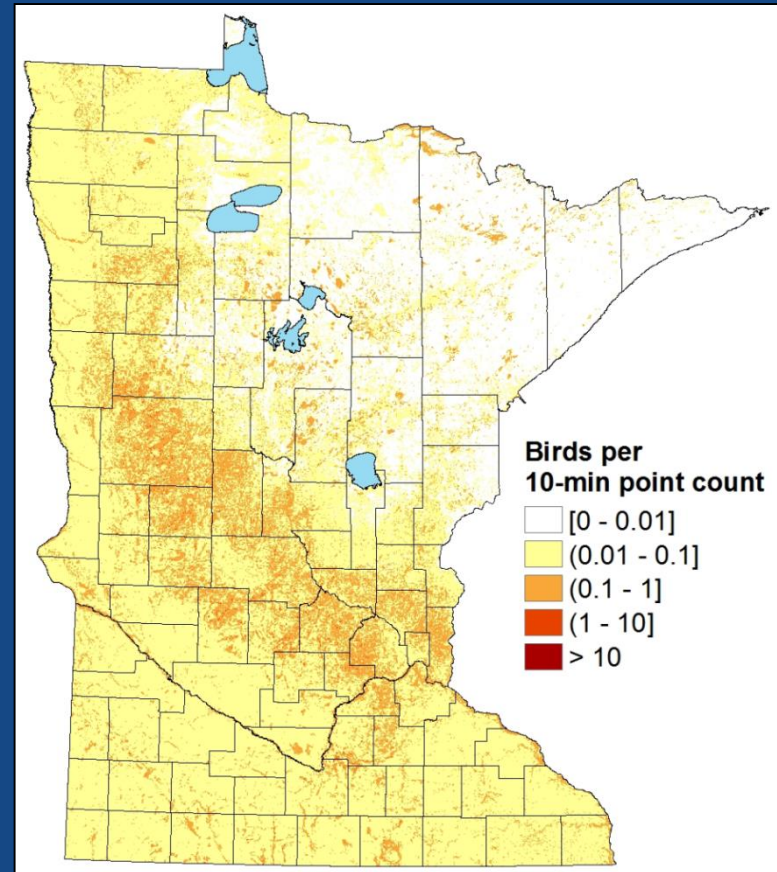 Birds per
10-min point count
[0 - 0.01]
(0.01 - 0.1]
(0.1 - 1]
(1 - 10]
> 10